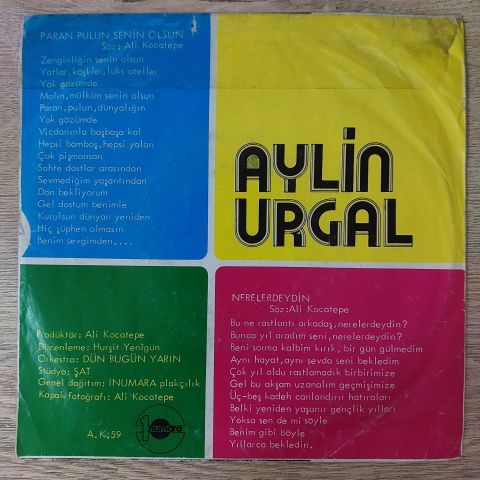 PARAN PULUN SENİN OLSUN
Söz: Ali Kocatepe
Zenginliğin senin olsun
Yatlar, köşkler, lüks oteller
Yok gözümde
Malın, mülkün senin olsun
Paran, pulun, dünyalığın
Yok gözümde
Vicdanınla başbaşa kal
Hepsi bomboş, hepsi yalan
Çok pişmansan
Sahte dostlar arasından
Sevmediğim yaşantından
Dön bekliyorum
Gel dostum benimle
Kurulsun dünyan yeniden
Hiç şüphen olmasın
Benim sevgimden....
AYLİN
URGAL
Prodüktör: Ali Kocatepe
Düzenleme: Hurşit Yenigün
Orkestra: DÜN BUGÜN YARIN
Stüdyo: ŞAT
Genel dağıtım: 1NUMARA plakçılık
Kapak fotoğrafı: Ali Kocatepe
A.K.59
1 numara
NERELERDEYDİN
Söz: Ali Kocatepe
Bu ne rastlantı arkadaş, nerelerdeydin?
Bunca yıl aradım seni, nerelerdeydin?
Beni sorma kalbim kırık, bir gün gülmedim
Aynı hayat, aynı sevda seni bekledim
Çok yıl oldu rastlamadık birbirimize
Gel bu akşam uzanalım geçmişimize
Üç-beş kadeh canlandırır hatıraları
Belki yeniden yaşanır gençlik yılları
Yoksa sen de mi söyle
Benim gibi böyle
Yıllarca bekledin.